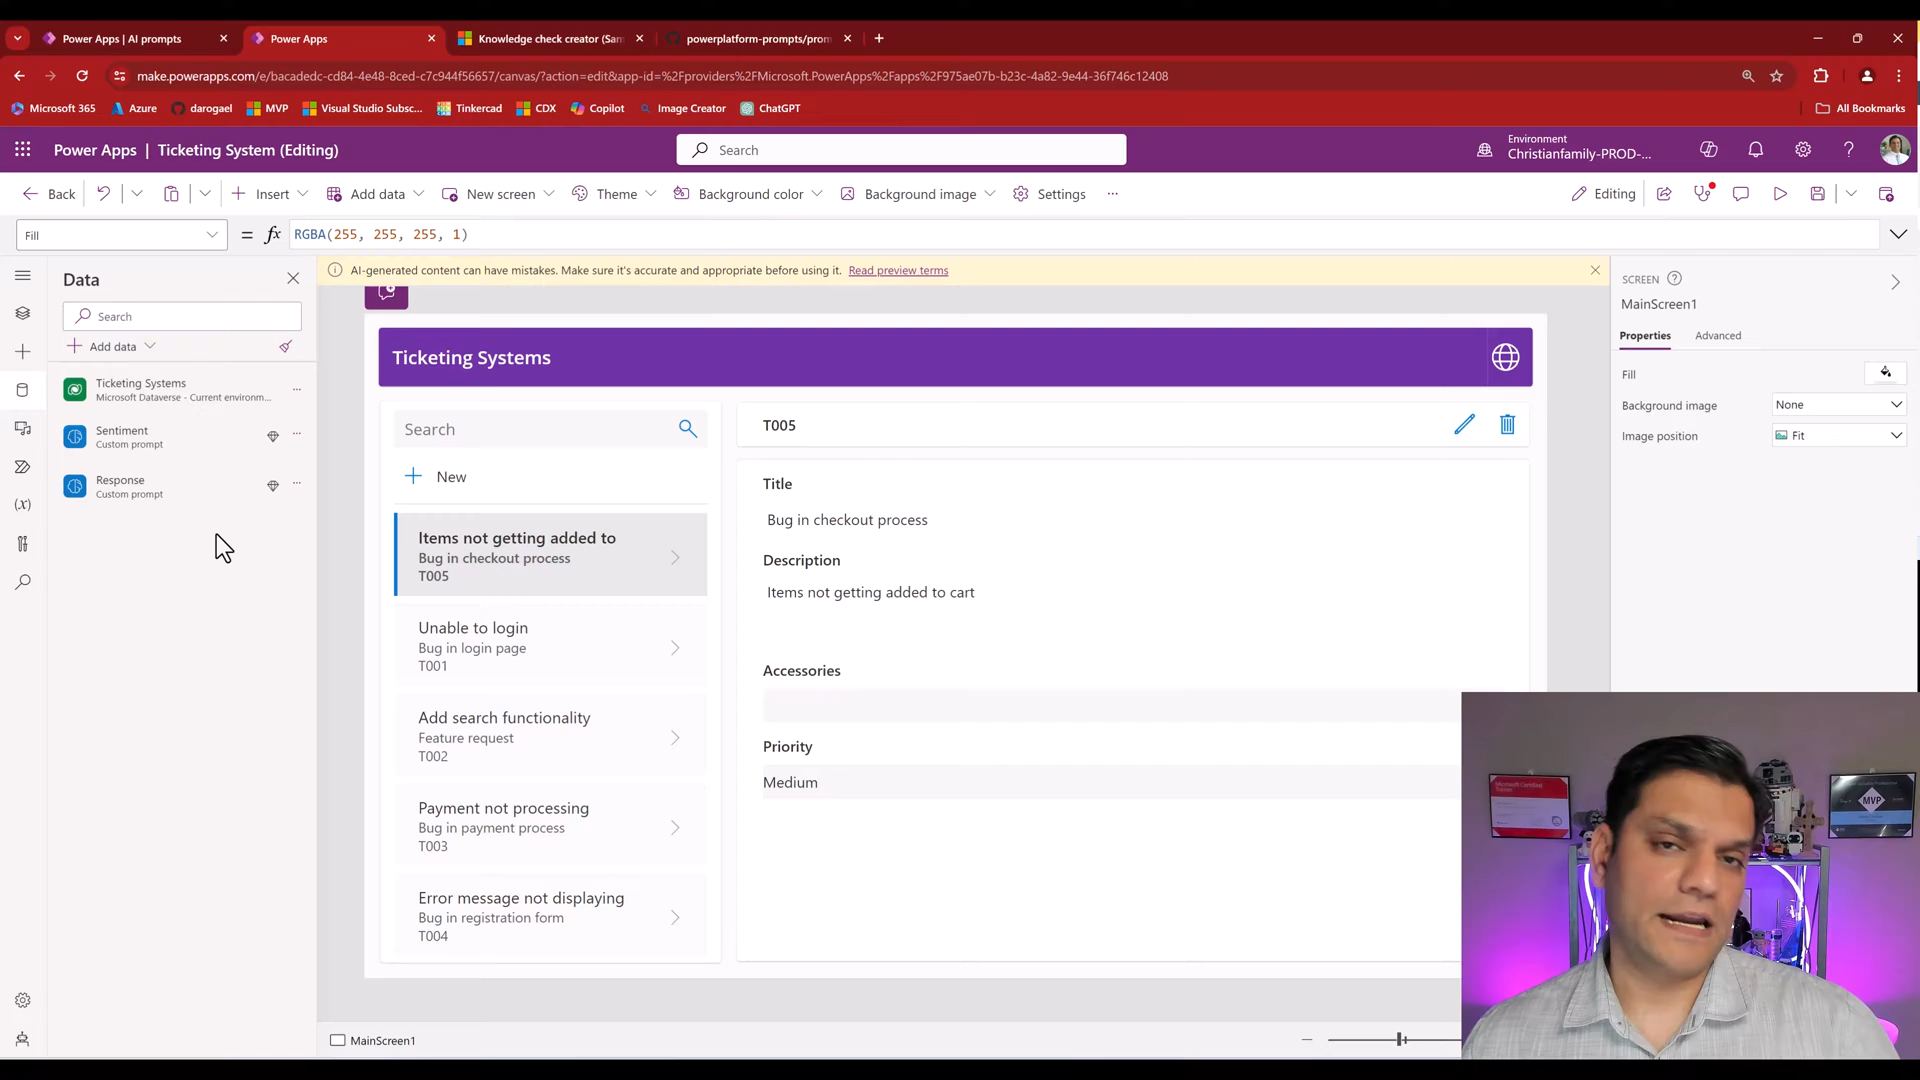 Power Apps | AI prompts
Power Apps
Knowledge check creator (San
powerplatform-prompts/prom
make.powerapps.com/e/bacadedc-cd84-4e48-8ced-c7c944f56657/canvas/?action=edit&app-id=%2Fproviders%2FMicrosoft.PowerApps%2Fapps%2F975ae07b-b23c-4a82-9e44-36f746c12408
Microsoft 365
Azure
darogael
MVP
Visual Studio Subsc...
Tinkercad
CDX
Copilot
Image Creator
ChatGPT
All Bookmarks
Power Apps | Ticketing System (Editing)
Search
Environment
Christianfamily-PROD-...
Back
Insert
Add data
New screen
Theme
Background color
Background image
Settings
Editing
Fill
= fx RGBA(255, 255, 255, 1)
Data
Search
Add data
Ticketing Systems
Microsoft Dataverse - Current environm...
Sentiment
Custom prompt
Response
Custom prompt
AI-generated content can have mistakes. Make sure it's accurate and appropriate before using it. Read preview terms
Ticketing Systems
Search
New
Items not getting added to
Bug in checkout process
T005
Unable to login
Bug in login page
T001
Add search functionality
Feature request
T002
Payment not processing
Bug in payment process
T003
Error message not displaying
Bug in registration form
T004
T005
Title
Bug in checkout process
Description
Items not getting added to cart
Accessories
Priority
Medium
SCREEN
MainScreen1
Properties
Advanced
Fill
Background image
None
Image position
Fit
MVP
MainScreen1